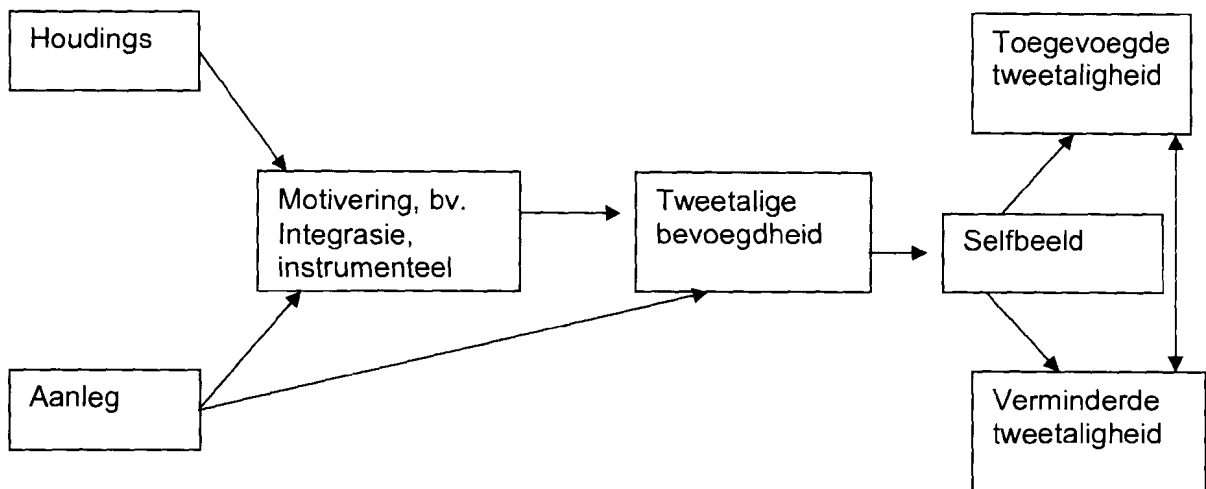 Houdings
Toegevoegde
tweetaligheid
Motivering, bv.
Integrasie,
instrumenteel
Tweetalige
bevoegdheid
Selfbeeld
Aanleg
Verminderde
tweetaligheid